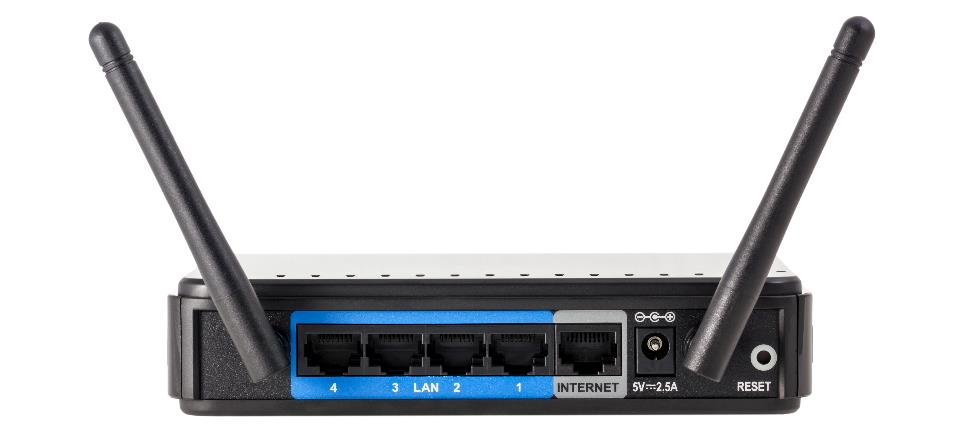 4 3 LAN 2 1 INTERNET 5V⎓2.5A RESET